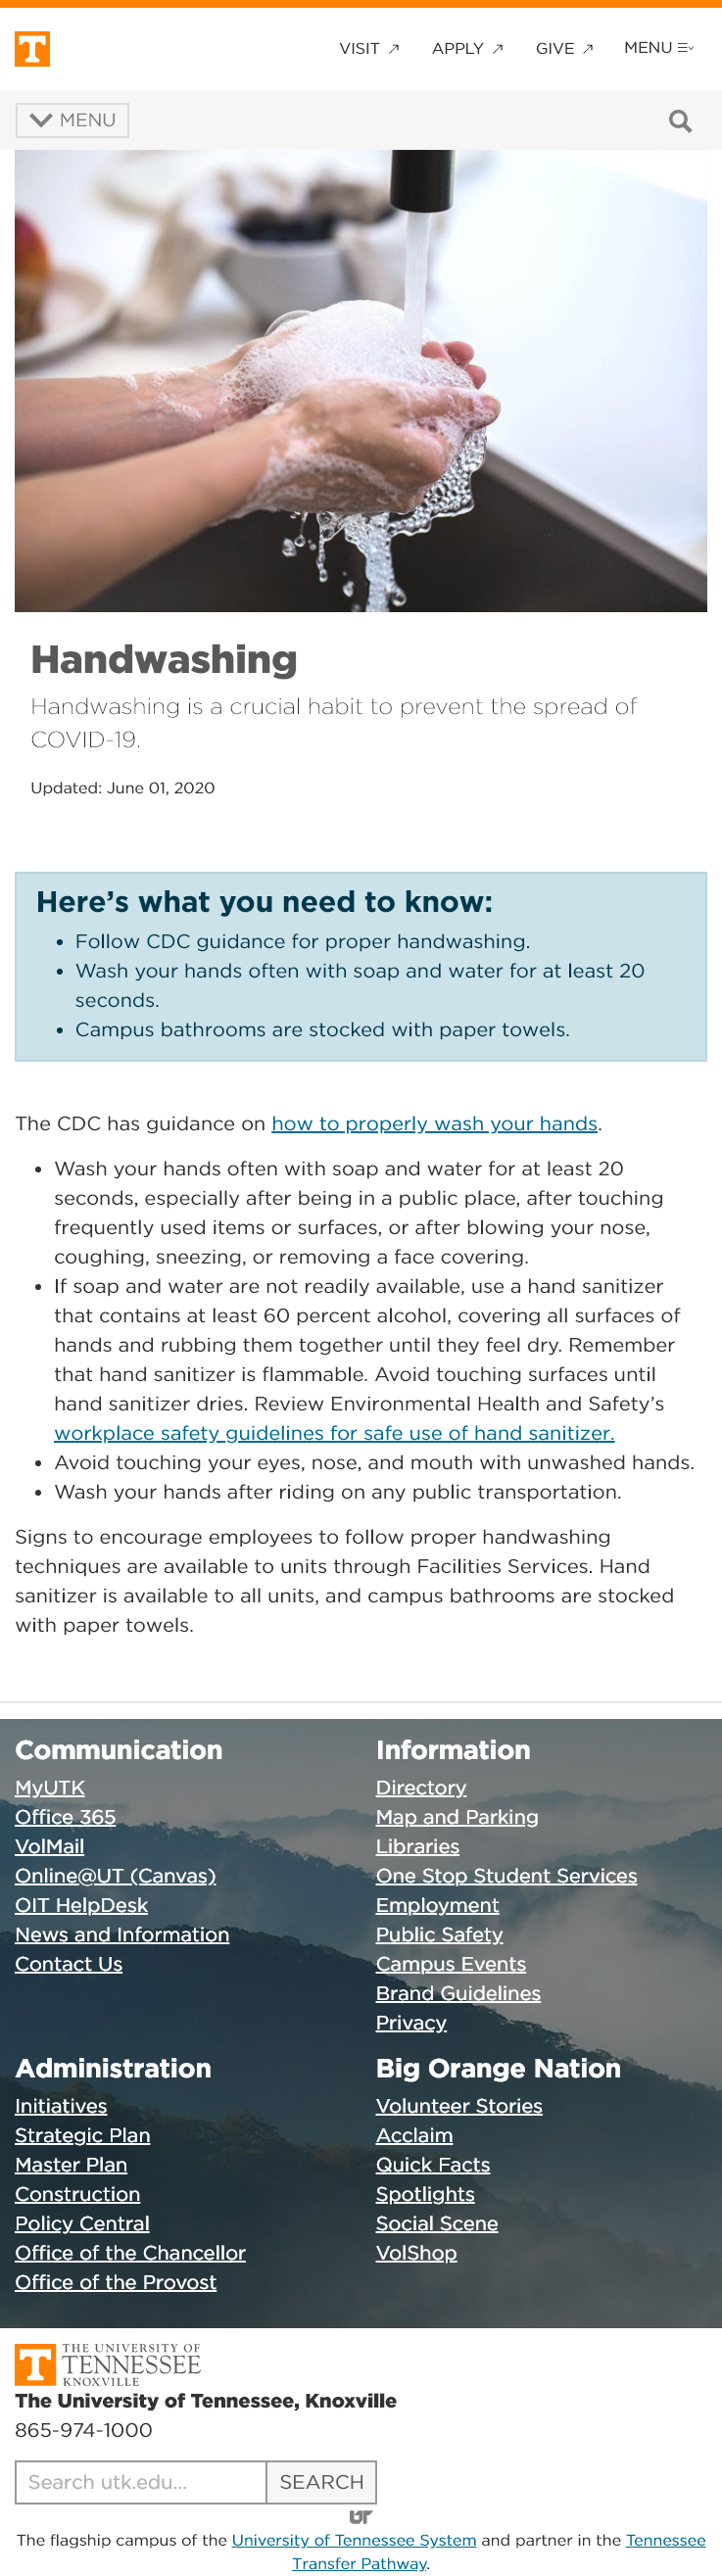 T
VISIT APPLY GIVE MENU
MENU
Handwashing
Handwashing is a crucial habit to prevent the spread of
COVID-19.
Updated: June 01, 2020
Here’s what you need to know:
• Follow CDC guidance for proper handwashing.
• Wash your hands often with soap and water for at least 20
seconds.
• Campus bathrooms are stocked with paper towels.
The CDC has guidance on how to properly wash your hands.
• Wash your hands often with soap and water for at least 20
seconds, especially after being in a public place, after touching
frequently used items or surfaces, or after blowing your nose,
coughing, sneezing, or removing a face covering.
• If soap and water are not readily available, use a hand sanitizer
that contains at least 60 percent alcohol, covering all surfaces of
hands and rubbing them together until they feel dry. Remember
that hand sanitizer is flammable. Avoid touching surfaces until
hand sanitizer dries. Review Environmental Health and Safety’s
workplace safety guidelines for safe use of hand sanitizer.
• Avoid touching your eyes, nose, and mouth with unwashed hands.
• Wash your hands after riding on any public transportation.
Signs to encourage employees to follow proper handwashing
techniques are available to units through Facilities Services. Hand
sanitizer is available to all units, and campus bathrooms are stocked
with paper towels.
Communication
MyUTK
Office 365
VolMail
Online@UT (Canvas)
OIT HelpDesk
News and Information
Contact Us
Information
Directory
Map and Parking
Libraries
One Stop Student Services
Employment
Public Safety
Campus Events
Brand Guidelines
Privacy
Administration
Initiatives
Strategic Plan
Master Plan
Construction
Policy Central
Office of the Chancellor
Office of the Provost
Big Orange Nation
Volunteer Stories
Acclaim
Quick Facts
Spotlights
Social Scene
VolShop
T
THE UNIVERSITY OF
TENNESSEE
KNOXVILLE
The University of Tennessee, Knoxville
865-974-1000
Search utk.edu...
SEARCH
UT
The flagship campus of the University of Tennessee System and partner in the Tennessee
Transfer Pathway.